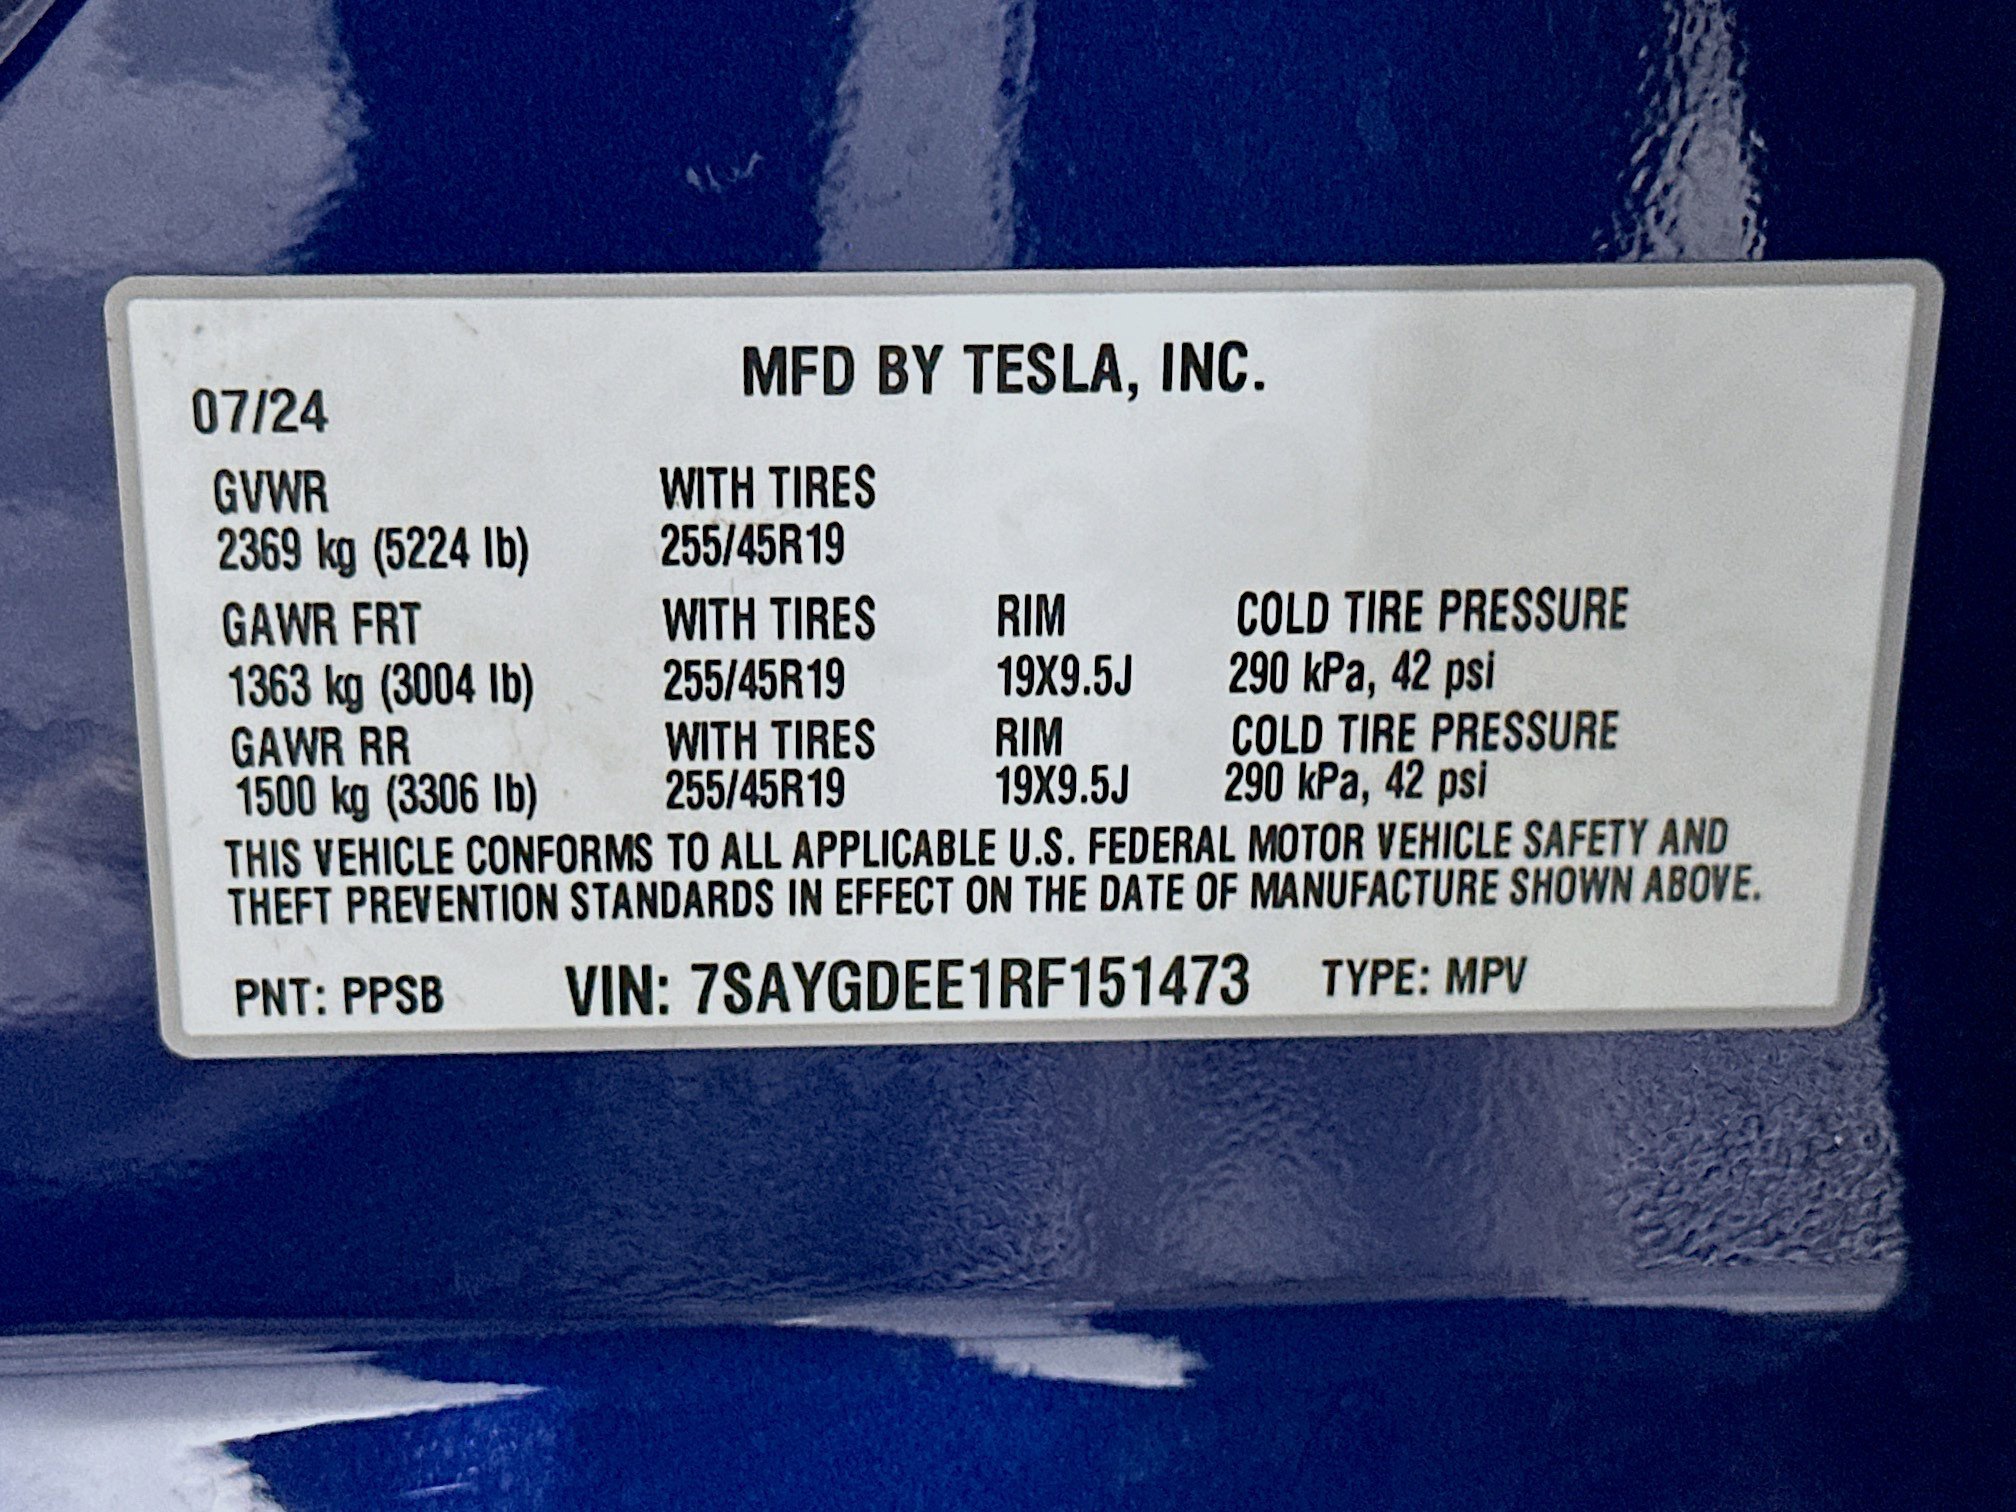 MFD BY TESLA, INC.
07/24
GVWR WITH TIRES
2369 kg (5224 lb) 255/45R19
GAWR FRT WITH TIRES RIM COLD TIRE PRESSURE
1363 kg (3004 lb) 255/45R19 19X9.5J 290 kPa, 42 psi
GAWR RR WITH TIRES RIM COLD TIRE PRESSURE
1500 kg (3306 lb) 255/45R19 19X9.5J 290 kPa, 42 psi
THIS VEHICLE CONFORMS TO ALL APPLICABLE U.S. FEDERAL MOTOR VEHICLE SAFETY AND
THEFT PREVENTION STANDARDS IN EFFECT ON THE DATE OF MANUFACTURE SHOWN ABOVE.
PNT: PPSB VIN: 7SAYGDEE1RF151473 TYPE: MPV